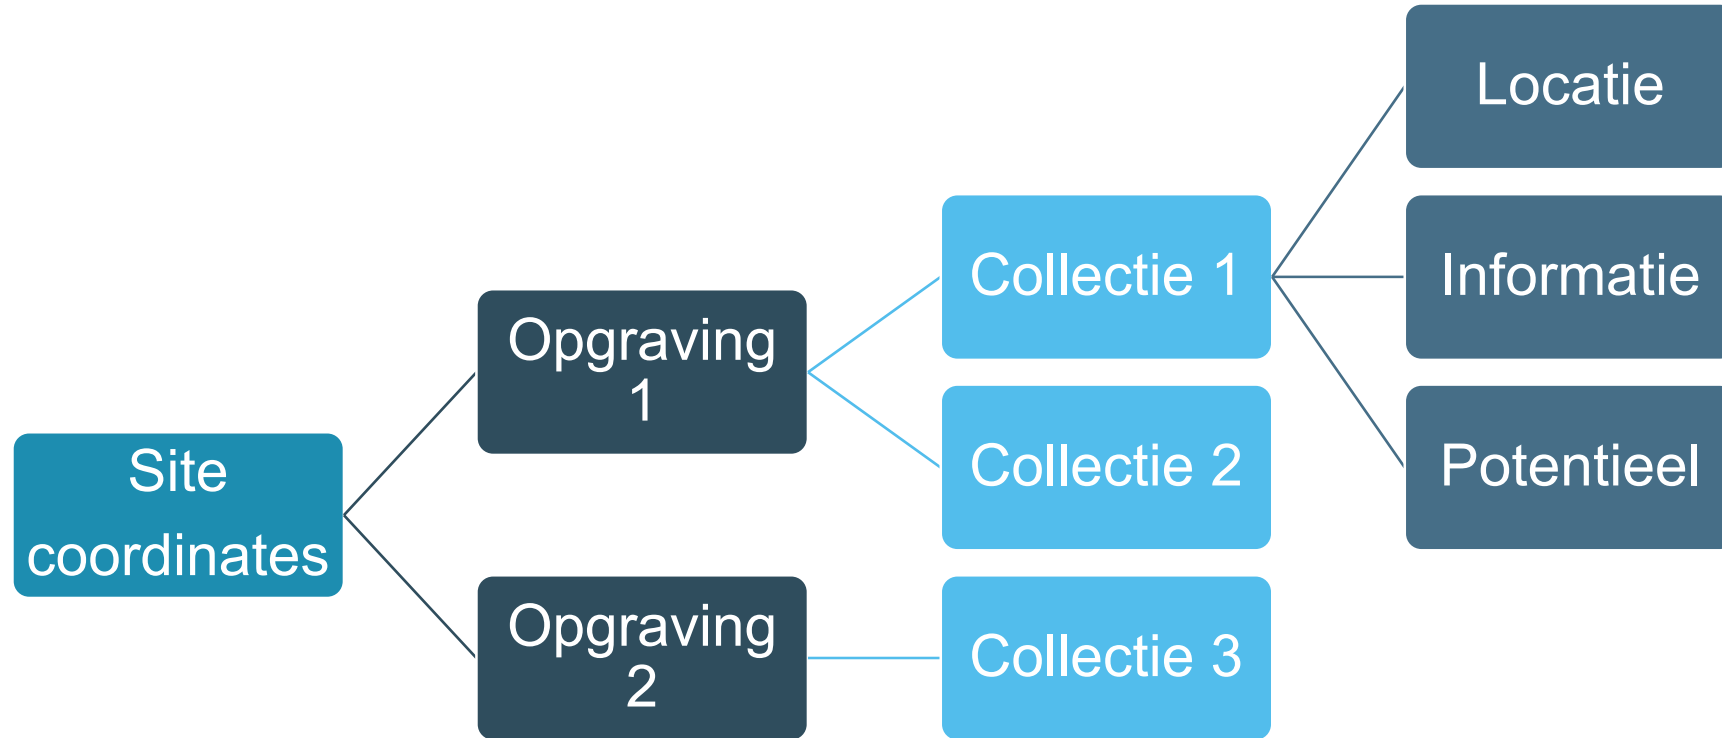 Site
coordinates
Opgraving
1
Opgraving
2
Collectie 1
Collectie 2
Collectie 3
Locatie
Informatie
Potentieel